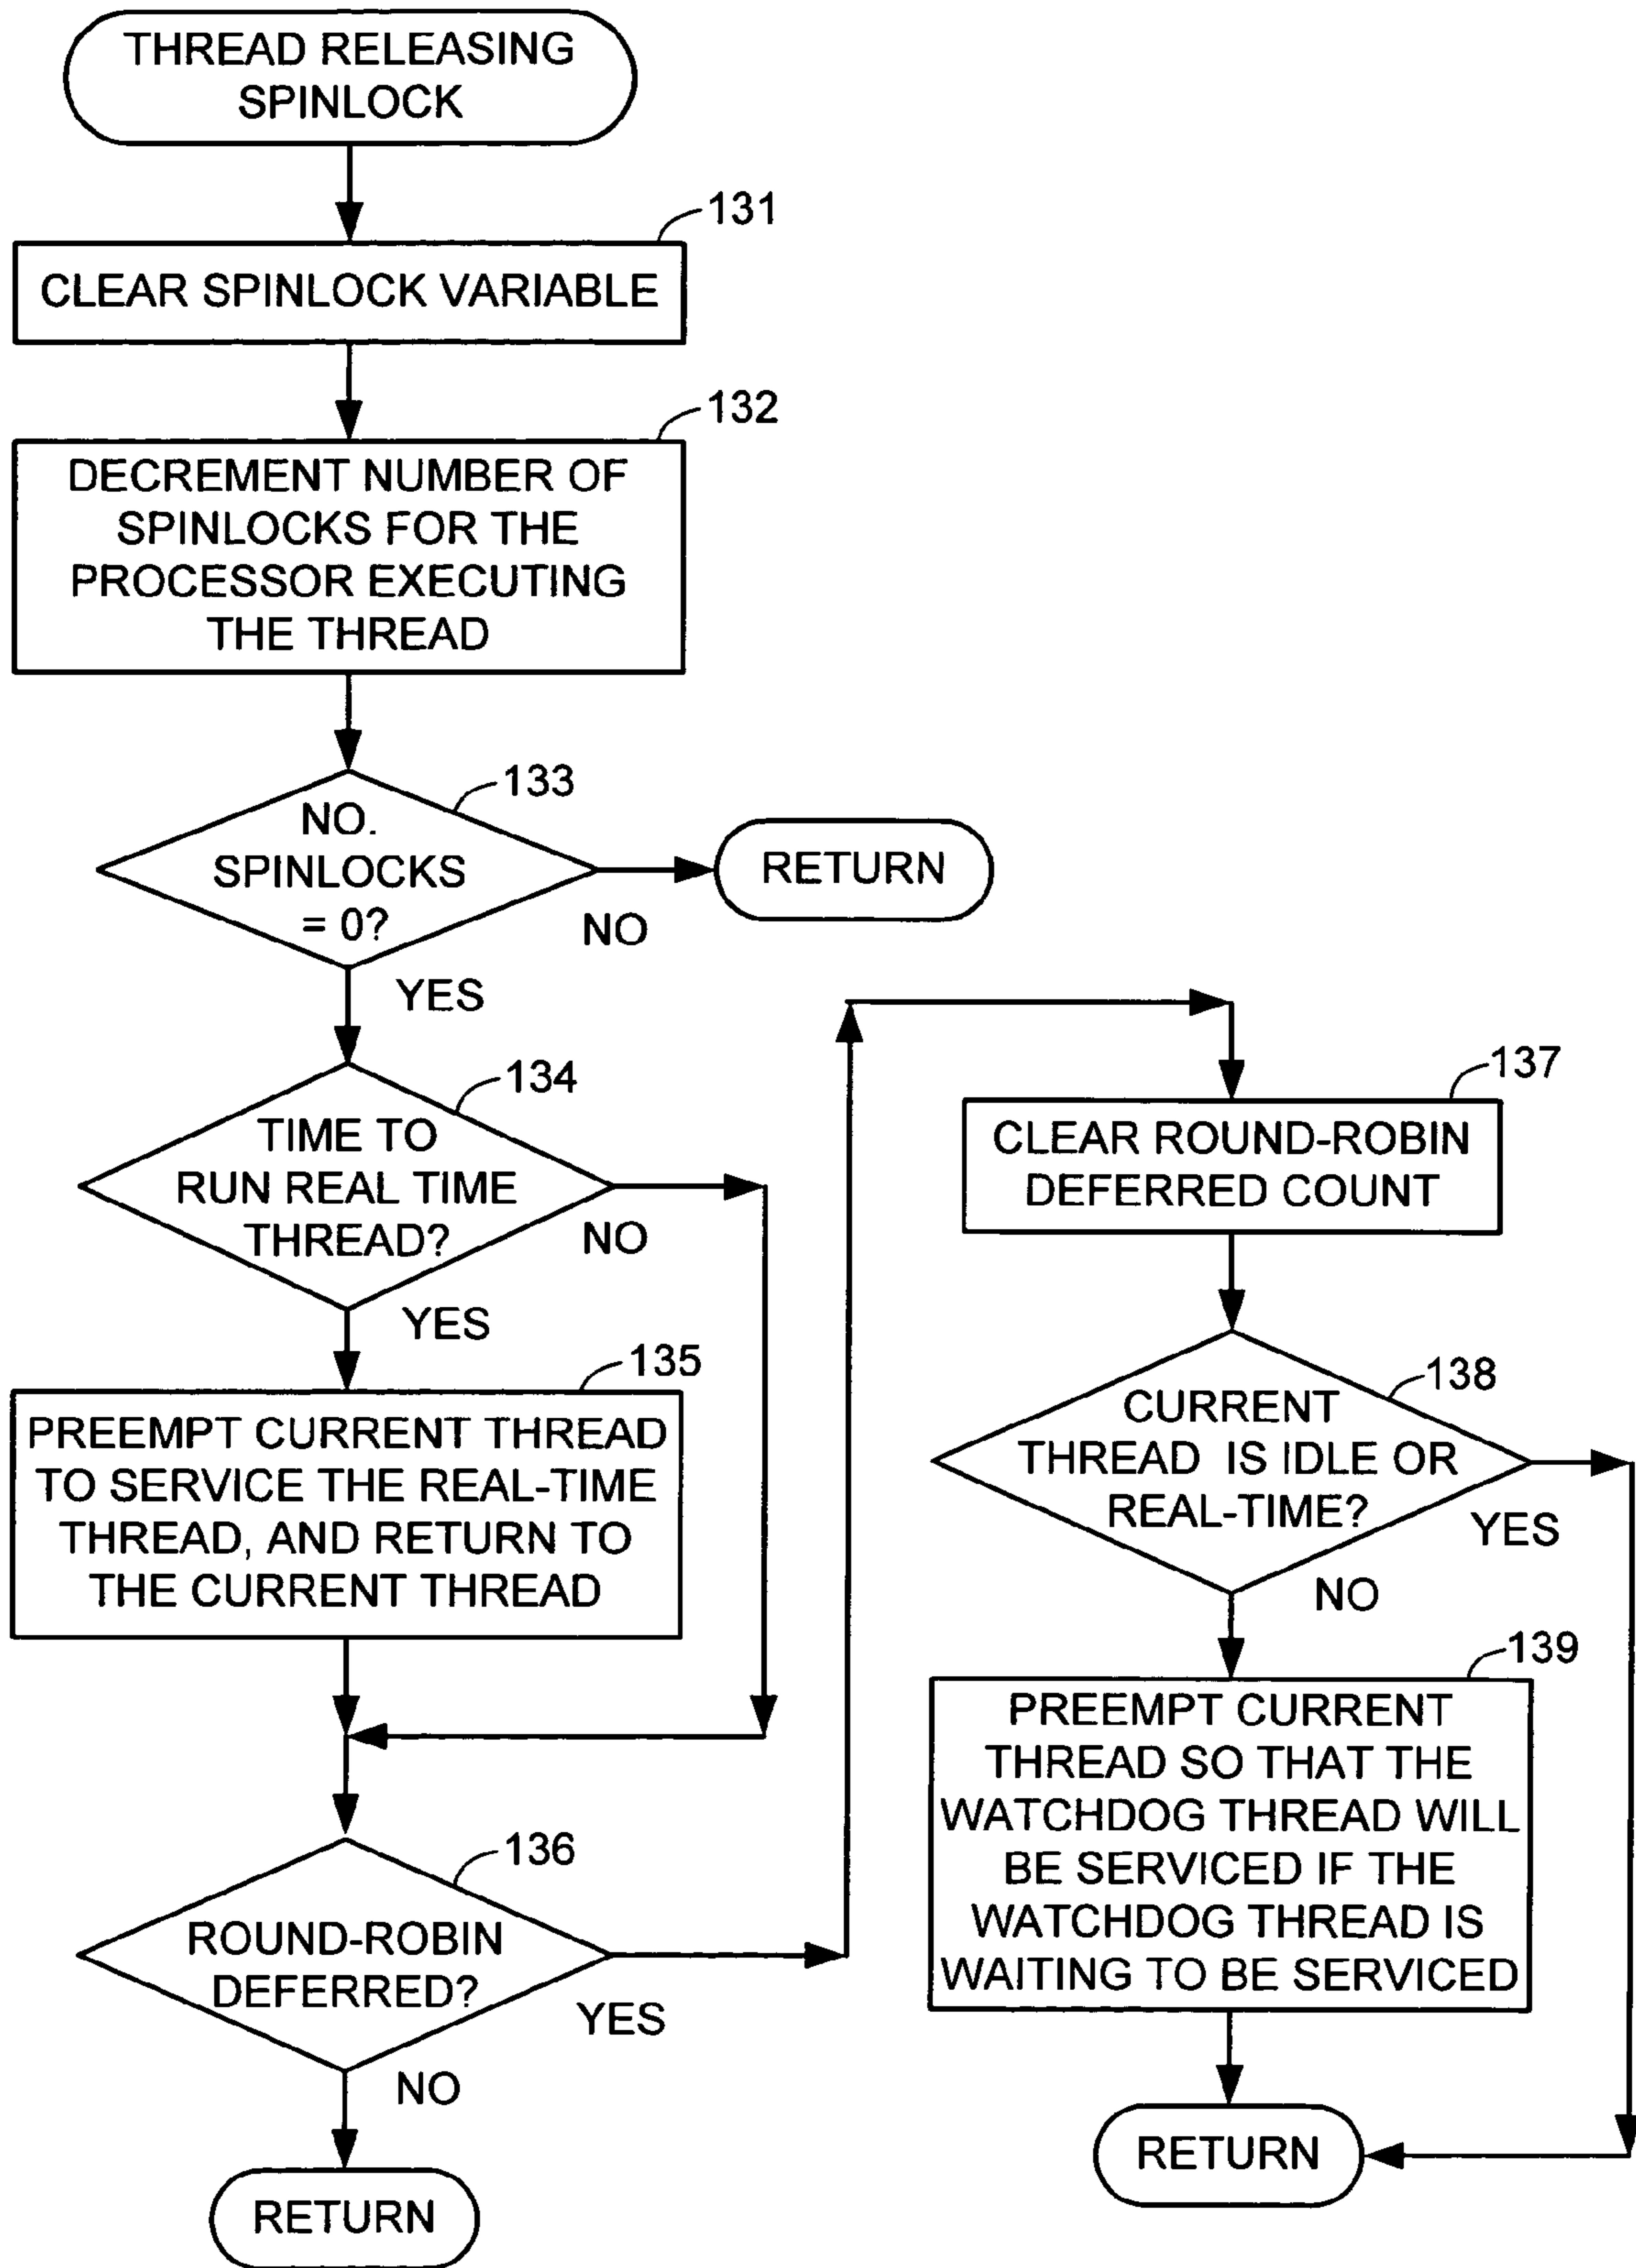 THREAD RELEASING
SPINLOCK
131
CLEAR SPINLOCK VARIABLE
132
DECREMENT NUMBER OF
SPINLOCKS FOR THE
PROCESSOR EXECUTING
THE THREAD
133
NO.
SPINLOCKS
= 0?
NO
RETURN
YES
134
TIME TO
RUN REAL TIME
THREAD?
NO
YES
135
PREEMPT CURRENT THREAD
TO SERVICE THE REAL-TIME
THREAD, AND RETURN TO
THE CURRENT THREAD
136
ROUND-ROBIN
DEFERRED?
YES
NO
RETURN
137
CLEAR ROUND-ROBIN
DEFERRED COUNT
138
CURRENT
THREAD IS IDLE OR
REAL-TIME?
YES
NO
139
PREEMPT CURRENT
THREAD SO THAT THE
WATCHDOG THREAD WILL
BE SERVICED IF THE
WATCHDOG THREAD IS
WAITING TO BE SERVICED
RETURN